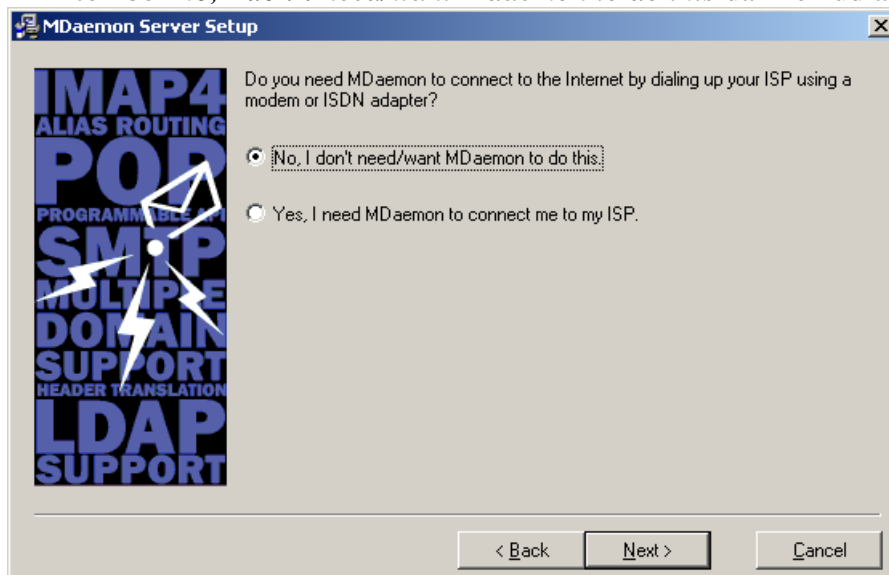 MDaemon Server Setup
IMAP4
ALIAS ROUTING
POP
PROGRAMMABLE API
SMTP
MULTIPLE
DOMAIN
SUPPORT
HEADER TRANSLATION
LDAP
SUPPORT
Do you need MDaemon to connect to the Internet by dialing up your ISP using a
modem or ISDN adapter?
No, I don't need/want MDaemon to do this.
Yes, I need MDaemon to connect me to my ISP.
< Back
Next >
Cancel